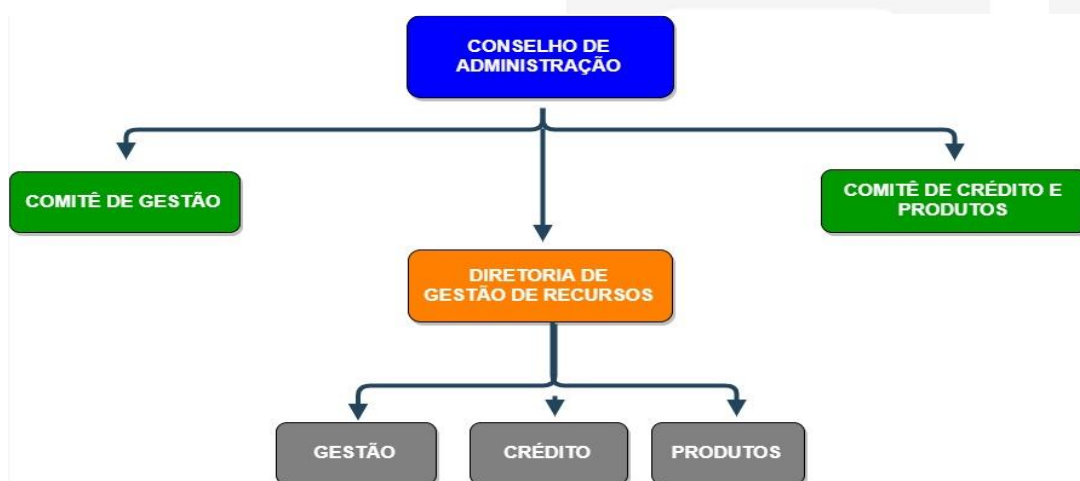 CONSELHO DE
ADMINISTRAÇÃO
COMITÊ DE GESTÃO
COMITÊ DE CRÉDITO E
PRODUTOS
DIRETORIA DE
GESTÃO DE RECURSOS
GESTÃO
CRÉDITO
PRODUTOS